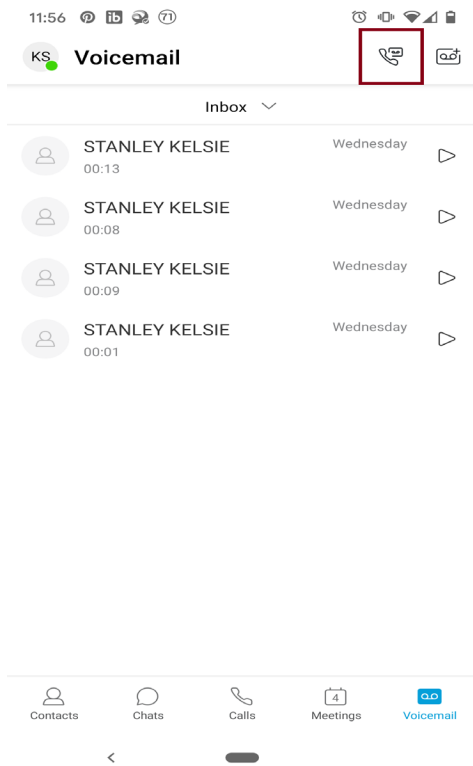 11:56 71
KS Voicemail
Inbox
STANLEY KELSIE Wednesday
00:13
STANLEY KELSIE Wednesday
00:08
STANLEY KELSIE Wednesday
00:09
STANLEY KELSIE Wednesday
00:01
4
Contacts Chats Calls Meetings Voicemail